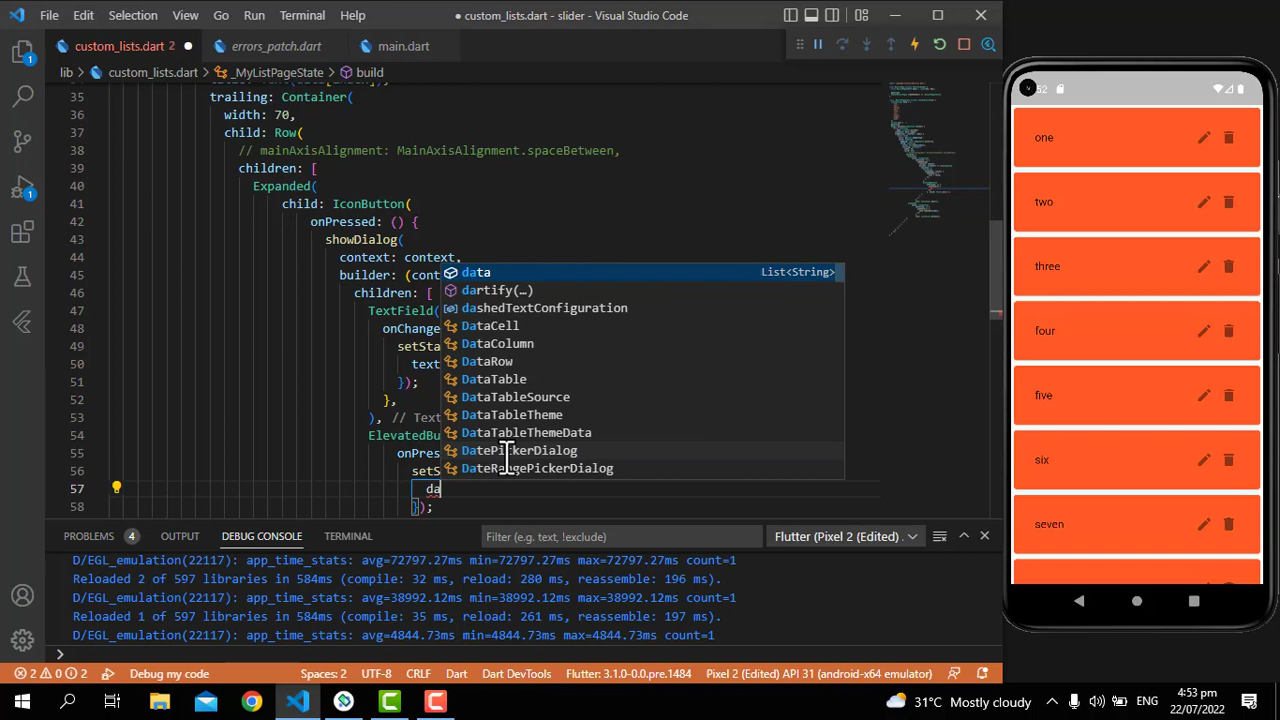 File Edit Selection View Go Run Terminal Help
● custom_lists.dart - slider - Visual Studio Code
custom_lists.dart 2 ●
errors_patch.dart
main.dart
lib > custom_lists.dart > _MyListPageState > build
35 trailing: Container(
36 width: 70,
37 child: Row(
38 // mainAxisAlignment: MainAxisAlignment.spaceBetween,
39 children: [
40 Expanded(
41 child: IconButton(
42 onPressed: () {
43 showDialog(
44 context: context,
45 builder: (cont
46 children: [
47 TextField(
48 onChange
49 setSta
50 text
51 });
52 },
53 ), // Text
54 ElevatedBu
55 onPres
56 setS
57 da
58 });
data List<String>
dartify(…)
dashedTextConfiguration
DataCell
DataColumn
DataRow
DataTable
DataTableSource
DataTableTheme
DataTableThemeData
DatePickerDialog
DateRangePickerDialog
PROBLEMS 4 OUTPUT DEBUG CONSOLE TERMINAL
Filter (e.g. text, !exclude)
Flutter (Pixel 2 (Edited)
D/EGL_emulation(22117): app_time_stats: avg=72797.27ms min=72797.27ms max=72797.27ms count=1
Reloaded 2 of 597 libraries in 584ms (compile: 32 ms, reload: 280 ms, reassemble: 196 ms).
D/EGL_emulation(22117): app_time_stats: avg=38992.12ms min=38992.12ms max=38992.12ms count=1
Reloaded 1 of 597 libraries in 584ms (compile: 35 ms, reload: 261 ms, reassemble: 197 ms).
D/EGL_emulation(22117): app_time_stats: avg=4844.73ms min=4844.73ms max=4844.73ms count=1
2 0 2 Debug my code
Spaces: 2 UTF-8 CRLF Dart Dart DevTools Flutter: 3.1.0-0.0.pre.1484 Pixel 2 (Edited) API 31 (android-x64 emulator)
one
two
three
four
five
six
seven
31°C Mostly cloudy
ENG
4:53 pm
22/07/2022